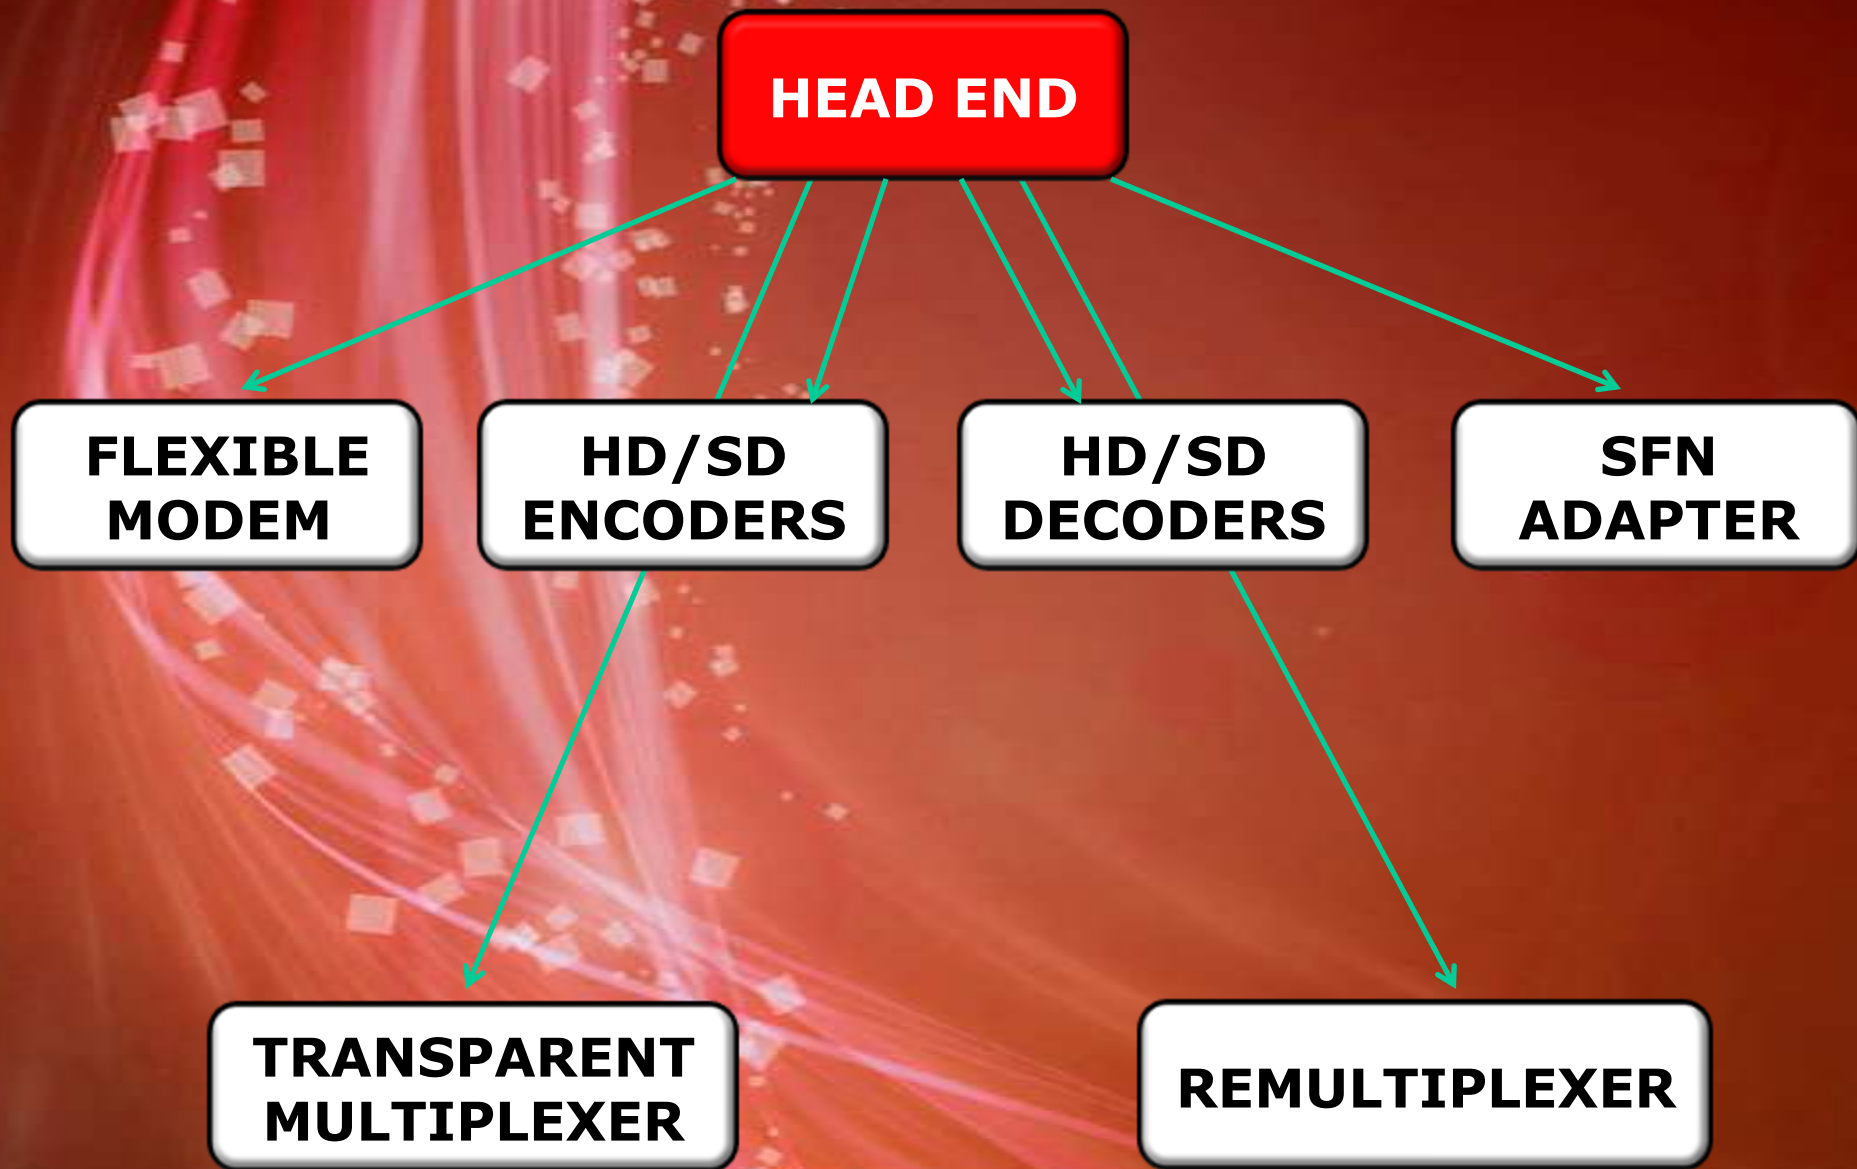 HEAD END
FLEXIBLE
MODEM
HD/SD
ENCODERS
HD/SD
DECODERS
SFN
ADAPTER
TRANSPARENT
MULTIPLEXER
REMULTIPLEXER